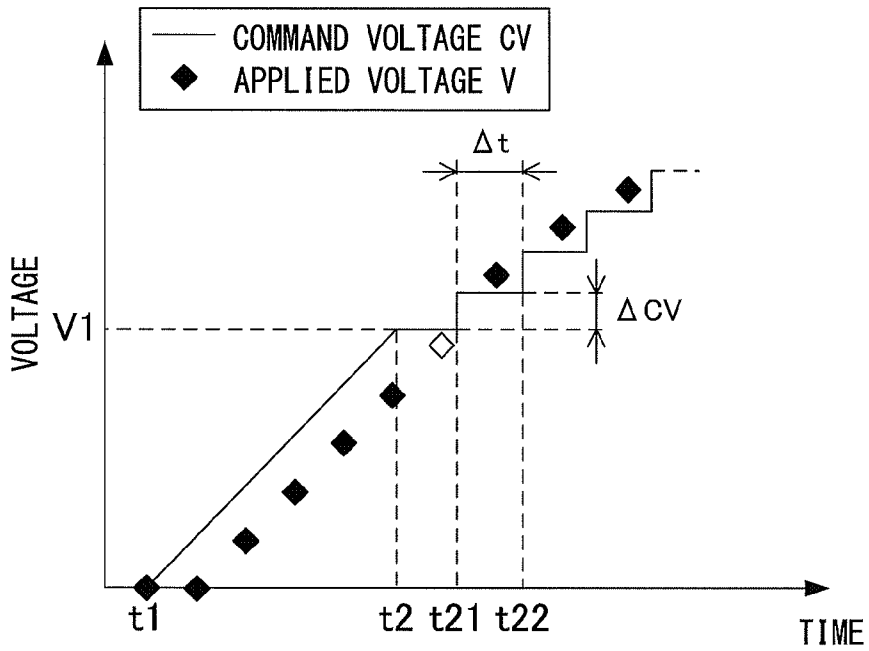 COMMAND VOLTAGE CV
APPLIED VOLTAGE V
Δt
VOLTAGE
V1
ΔCV
t1
t2
t21
t22
TIME